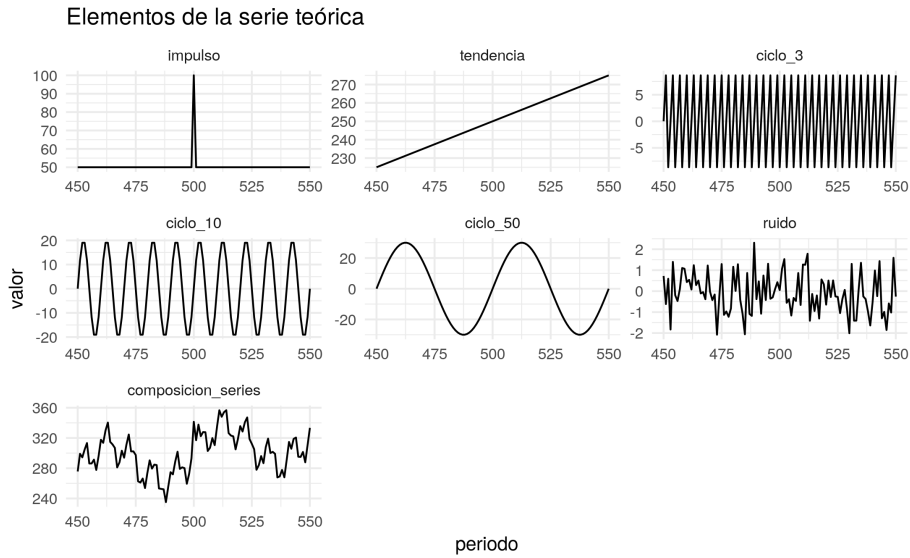 Elementos de la serie teórica
impulso
tendencia
ciclo_3
100
90
80
70
60
50
450 475 500 525 550
270
260
250
240
230
450 475 500 525 550
5
0
-5
450 475 500 525 550
ciclo_10
ciclo_50
ruido
valor
20
10
0
-10
-20
450 475 500 525 550
20
0
-20
450 475 500 525 550
2
1
0
-1
-2
450 475 500 525 550
composicion_series
360
320
280
240
450 475 500 525 550
periodo